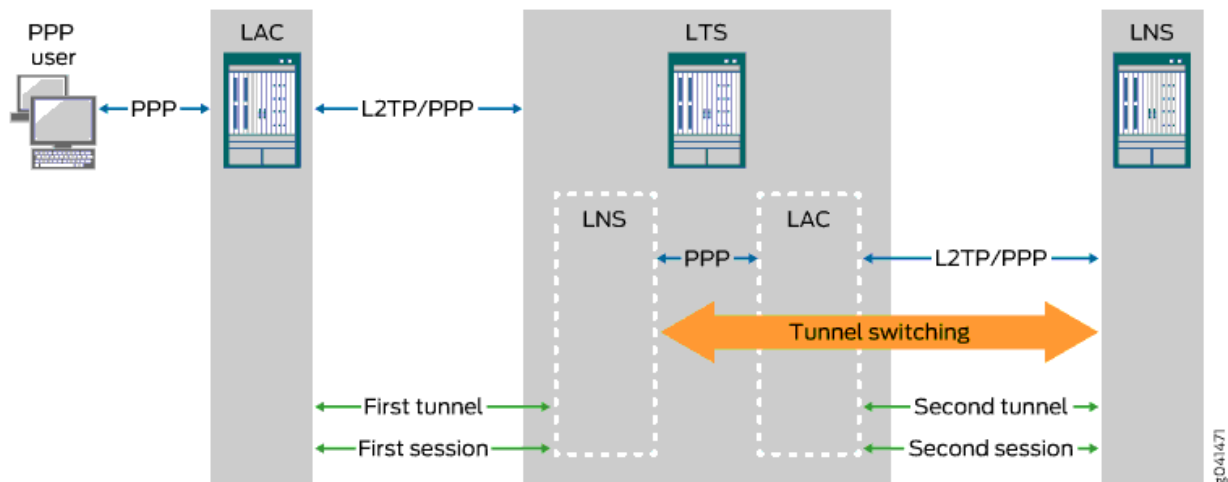 PPP
user
LAC
LTS
LNS
PPP
L2TP/PPP
LNS
LAC
PPP
L2TP/PPP
Tunnel switching
First tunnel
Second tunnel
First session
Second session
g041471